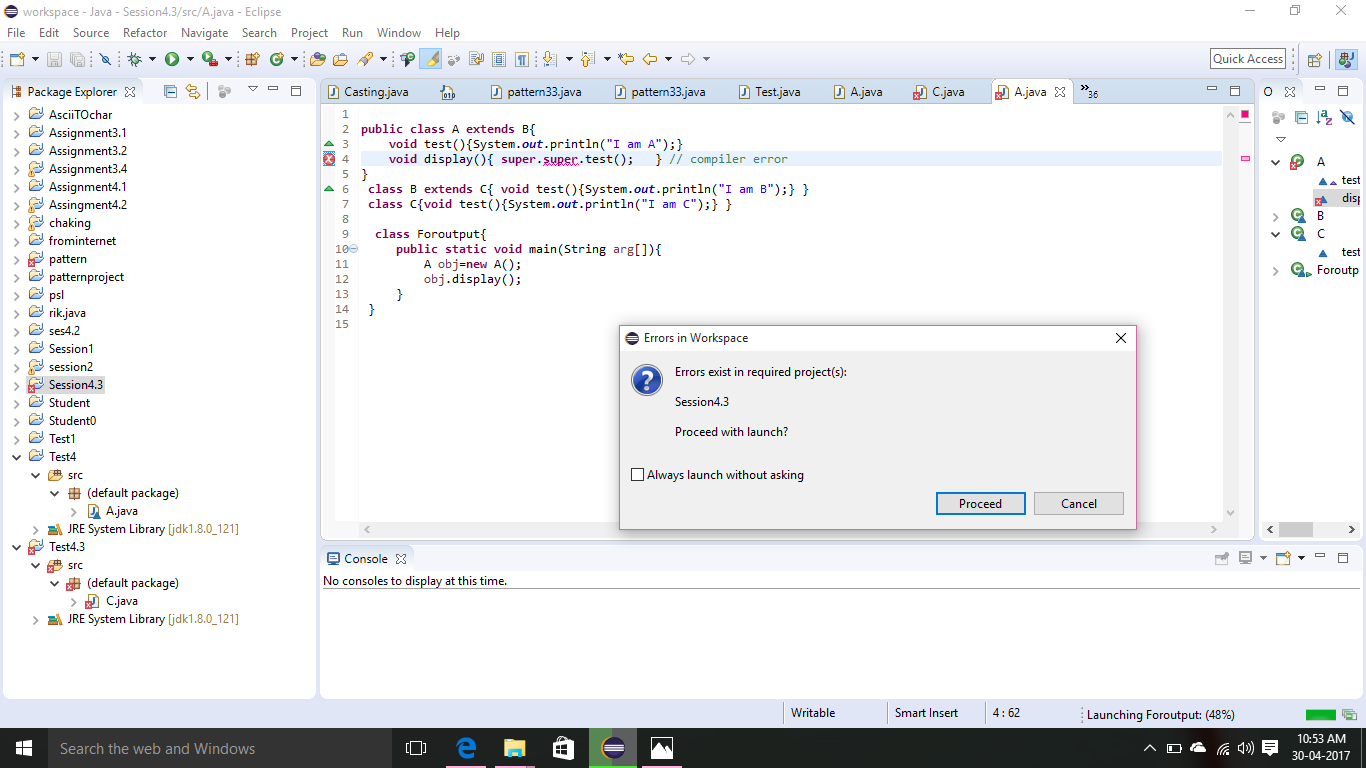 workspace - Java - Session4.3/src/A.java - Eclipse
File Edit Source Refactor Navigate Search Project Run Window Help
Quick Access
Package Explorer
AsciiTOchar
Assignment3.1
Assignment3.2
Assignment3.4
Assignment4.1
Assingment4.2
chaking
frominternet
pattern
patternproject
psl
rik.java
ses4.2
Session1
session2
Session4.3
Student
Student0
Test1
Test4
src
(default package)
A.java
JRE System Library [jdk1.8.0_121]
Test4.3
src
(default package)
C.java
JRE System Library [jdk1.8.0_121]
Casting.java 010 pattern33.java pattern33.java Test.java A.java C.java A.java »36
1
2 public class A extends B{
3 void test(){System.out.println("I am A");}
4 void display(){ super.super.test(); } // compiler error
5 }
6 class B extends C{ void test(){System.out.println("I am B");} }
7 class C{void test(){System.out.println("I am C");} }
8
9 class Foroutput{
10 public static void main(String arg[]){
11 A obj=new A();
12 obj.display();
13 }
14 }
15
O
A
test
disp
B
C
test
Foroutp
Errors in Workspace
Errors exist in required project(s):
Session4.3
Proceed with launch?
Always launch without asking
Proceed Cancel
Console
No consoles to display at this time.
Writable Smart Insert 4 : 62 Launching Foroutput: (48%)
Search the web and Windows
10:53 AM
30-04-2017